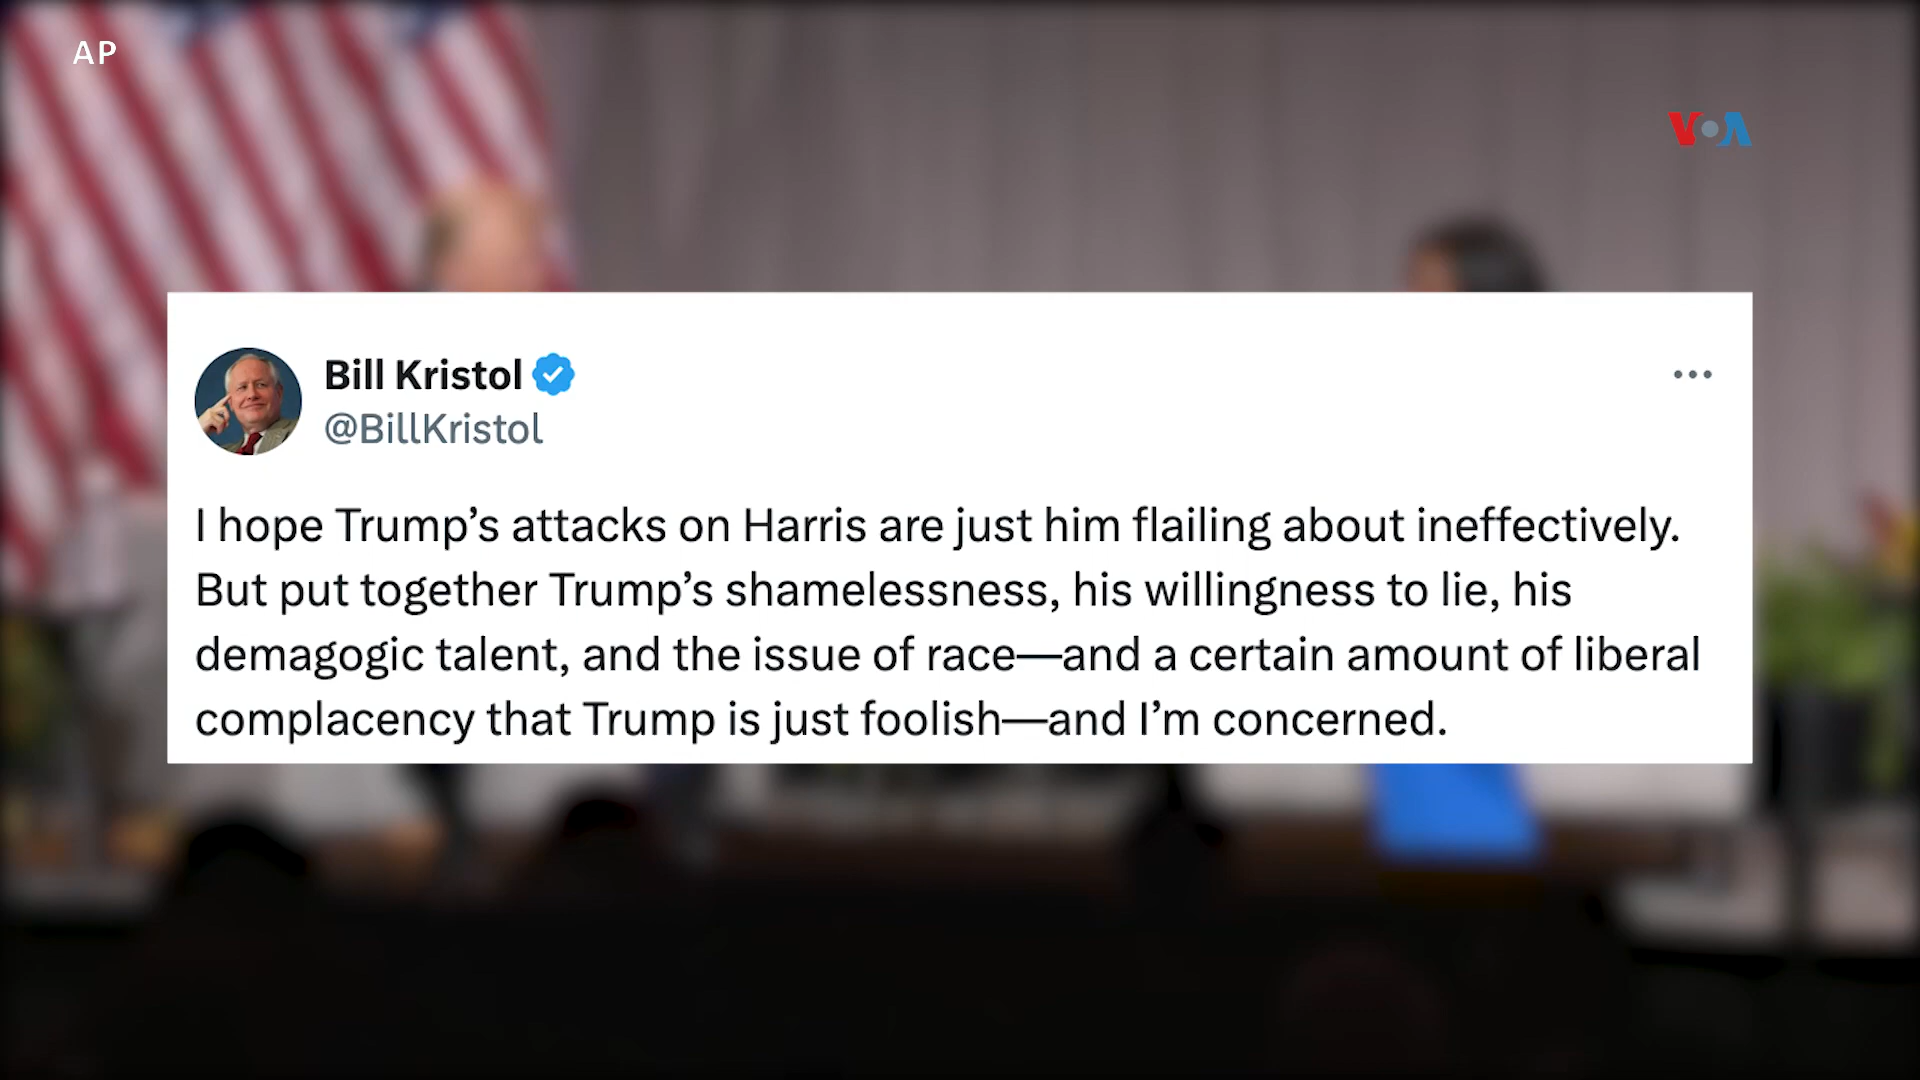 AP
VOA
Bill Kristol
@BillKristol
I hope Trump’s attacks on Harris are just him flailing about ineffectively.
But put together Trump’s shamelessness, his willingness to lie, his
demagogic talent, and the issue of race—and a certain amount of liberal
complacency that Trump is just foolish—and I’m concerned.